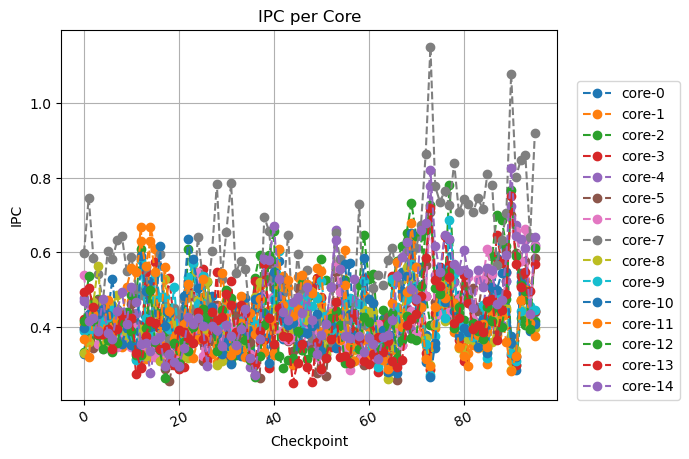 IPC per Core
IPC
1.0
0.8
0.6
0.4
0
20
40
60
80
Checkpoint
core-0
core-1
core-2
core-3
core-4
core-5
core-6
core-7
core-8
core-9
core-10
core-11
core-12
core-13
core-14